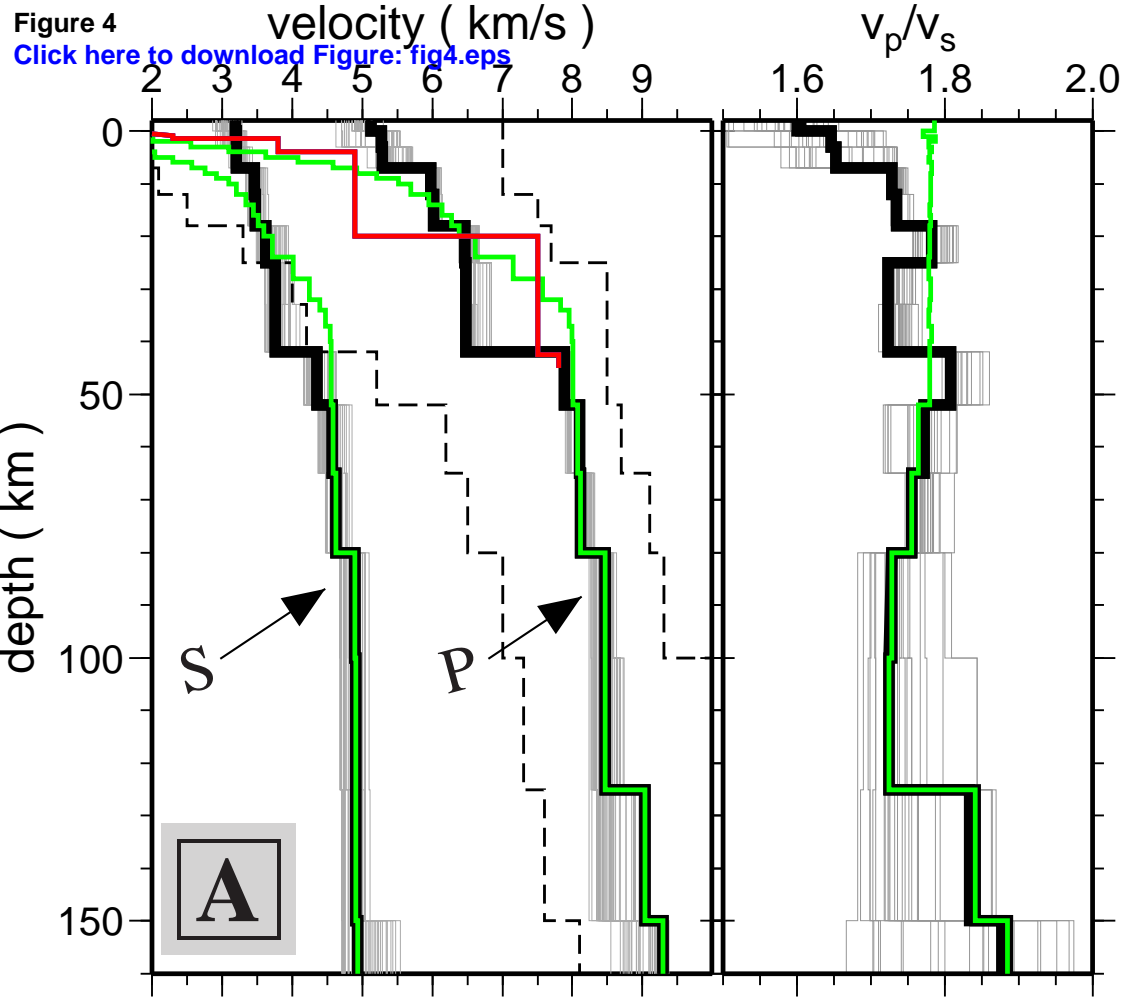 Figure 4
velocity ( km/s )
vp/vs
Click here to download Figure: fig4.eps
2 3 4 5 6 7 8 9
1.6 1.8 2.0
0
50
100
150
depth ( km )
S
P
A